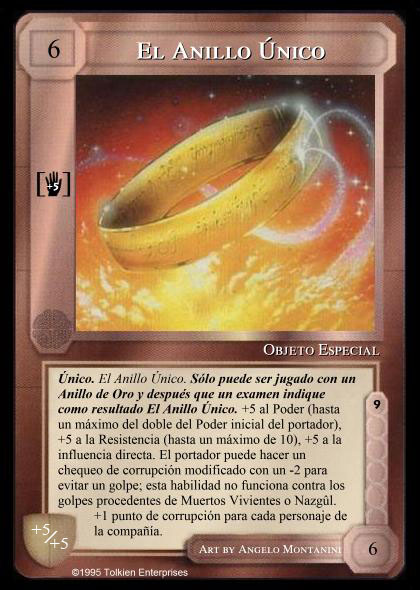 6
El Anillo Único
[+5]
Objeto Especial
Único. El Anillo Único. Sólo puede ser jugado con un
Anillo de Oro y después que un examen indique
como resultado El Anillo Único. +5 al Poder (hasta
un máximo del doble del Poder inicial del portador),
+5 a la Resistencia (hasta un máximo de 10), +5 a la
influencia directa. El portador puede hacer un
chequeo de corrupción modificado con un -2 para
evitar un golpe; esta habilidad no funciona contra los
golpes procedentes de Muertos Vivientes o Nazgûl.
+1 punto de corrupción para cada personaje de
la compañía.
9
+5/+5
Art by Angelo Montanini
6
©1995 Tolkien Enterprises